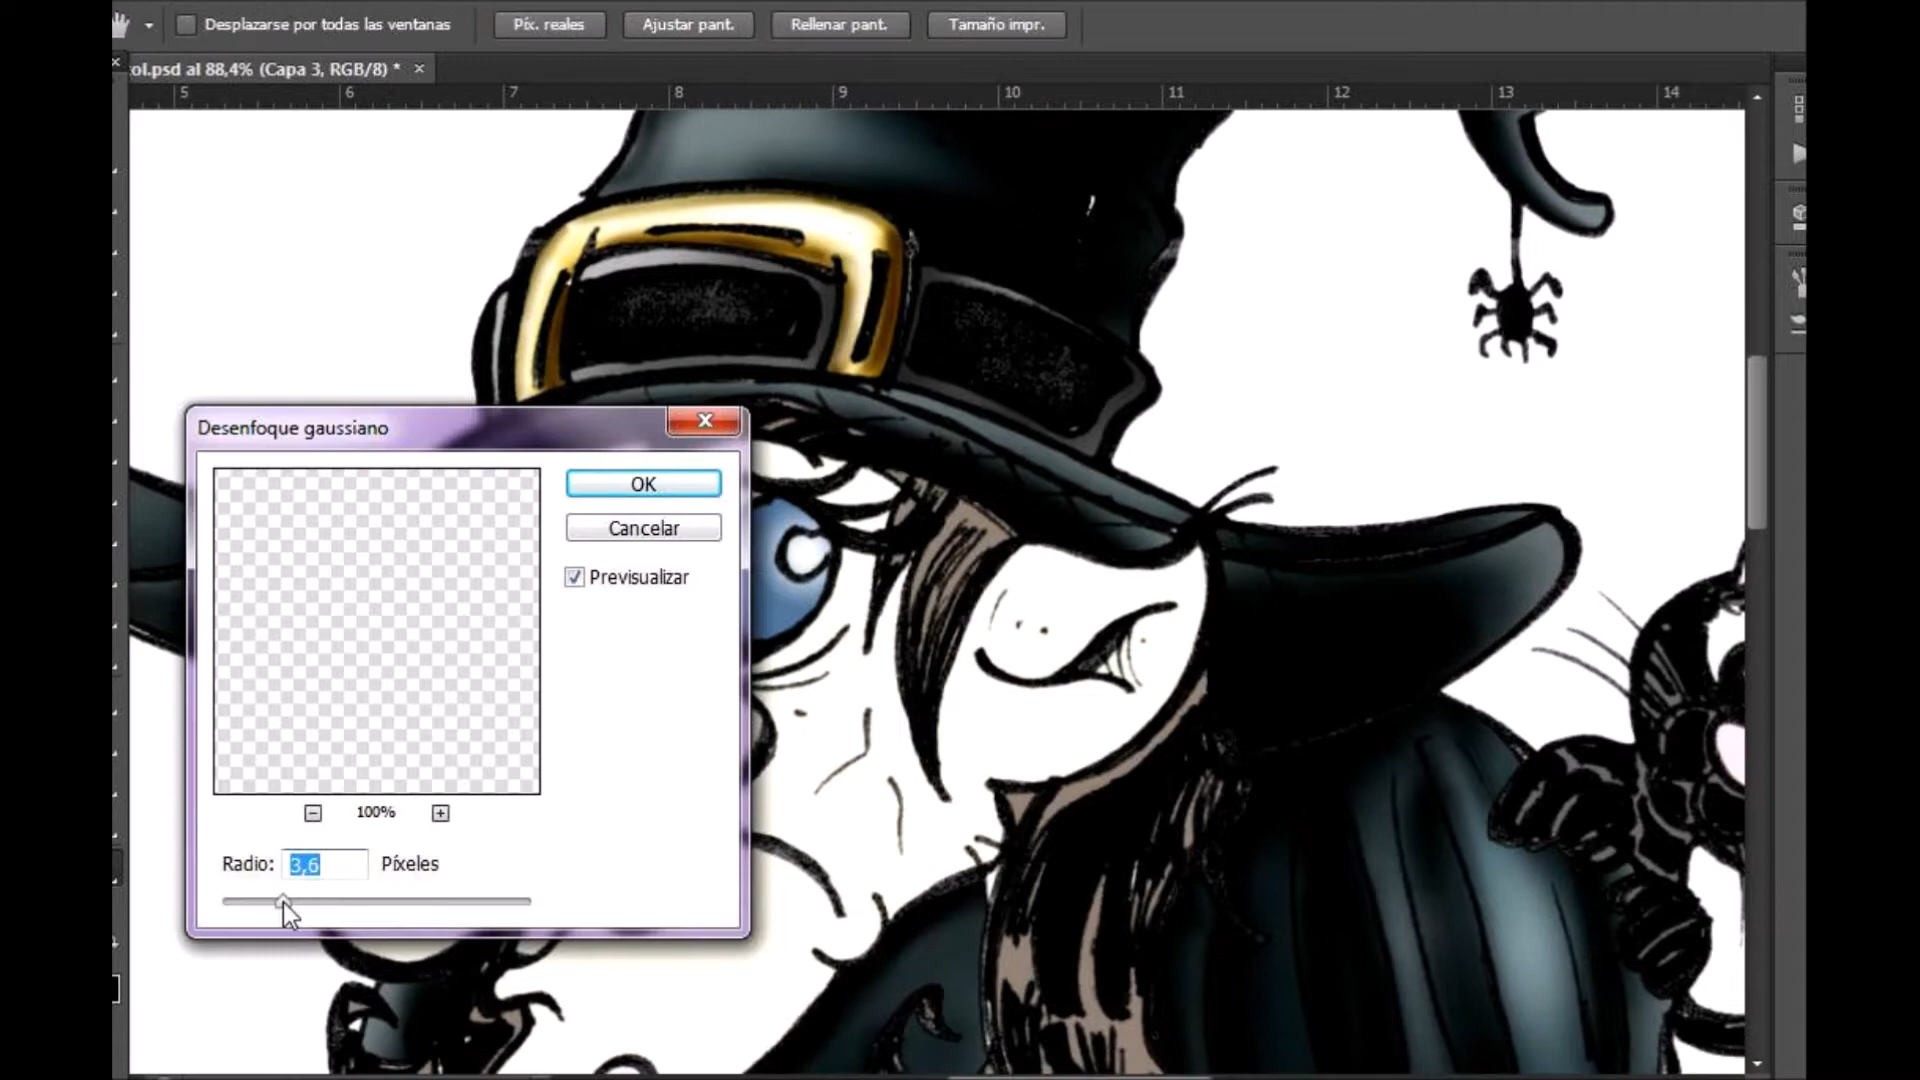 Desplazarse por todas las ventanas Píx. reales Ajustar pant. Rellenar pant. Tamaño impr.
ol.psd al 88,4% (Capa 3, RGB/8) * ×
5 6 7 8 9 10 11 12 13 14
Desenfoque gaussiano
OK
Cancelar
Previsualizar
100%
Radio: 3,6 Píxeles